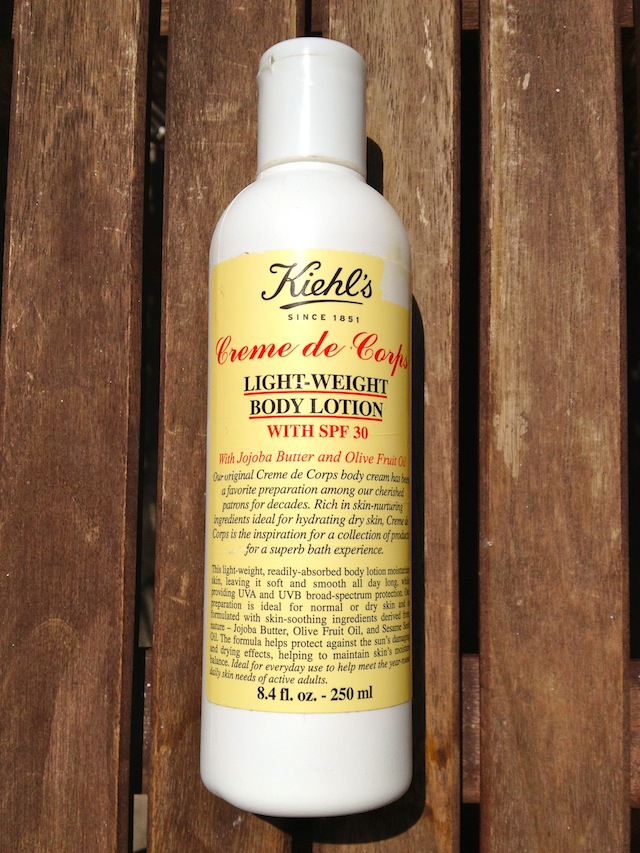 Kiehl's
SINCE 1851
Creme de Corps
LIGHT-WEIGHT
BODY LOTION
WITH SPF 30
With Jojoba Butter and Olive Fruit Oil
Our original Creme de Corps body cream has been
a favorite preparation among our cherished
patrons for decades. Rich in skin-nurturing
ingredients ideal for hydrating dry skin, Creme de
Corps is the inspiration for a collection of products
for a superb bath experience.
This light-weight, readily-absorbed body lotion moisturizes
skin, leaving it soft and smooth all day long, while
providing UVA and UVB broad-spectrum protection. Our
preparation is ideal for normal or dry skin and is
formulated with skin-soothing ingredients derived from
nature – Jojoba Butter, Olive Fruit Oil, and Sesame Seed
Oil. The formula helps protect against the sun's damaging
and drying effects, helping to maintain skin's moisture
balance. Ideal for everyday use to help meet the year-round
daily skin needs of active adults.
8.4 fl. oz. - 250 ml